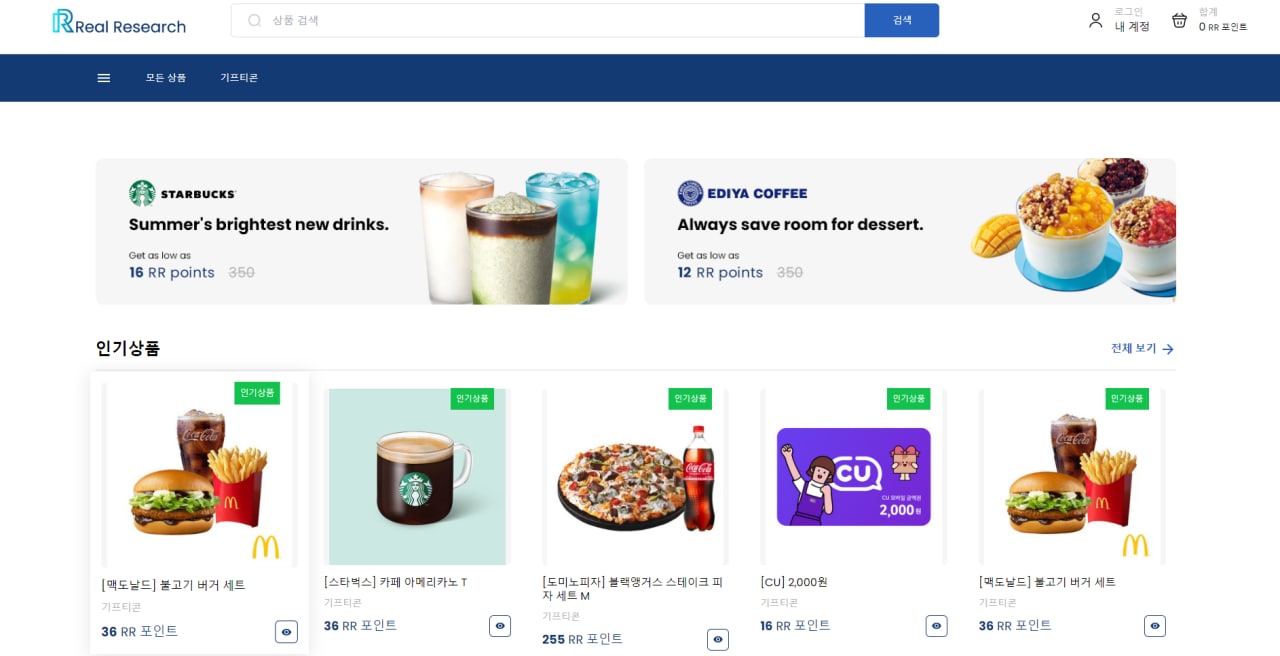 Real Research
상품 검색
검색
로그인
내 계정
합계
0 RR 포인트
모든 상품
기프티콘
STARBUCKS
Summer's brightest new drinks.
Get as low as
16 RR points 350
EDIYA COFFEE
Always save room for dessert.
Get as low as
12 RR points 350
인기상품
전체 보기
인기상품
Coca-Cola
[맥도날드] 불고기 버거 세트
기프티콘
36 RR 포인트
인기상품
[스타벅스] 카페 아메리카노 T
기프티콘
36 RR 포인트
인기상품
Coca-Cola
[도미노피자] 블랙앵거스 스테이크 피
자 세트 M
기프티콘
255 RR 포인트
인기상품
CU
CU 모바일 금액권
2,000원
[CU] 2,000원
기프티콘
16 RR 포인트
인기상품
Coca-Cola
[맥도날드] 불고기 버거 세트
기프티콘
36 RR 포인트